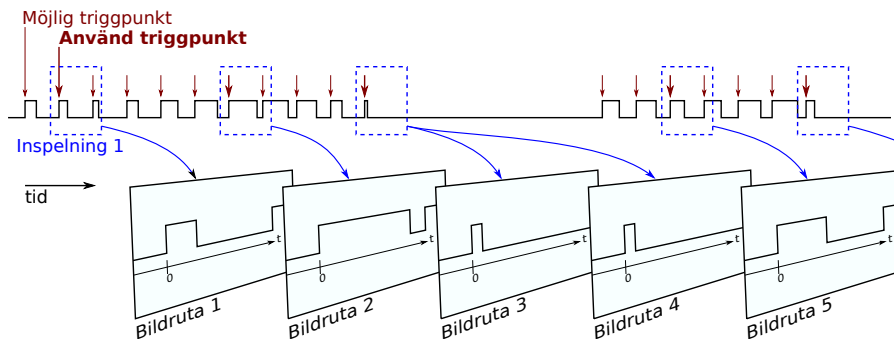 Möjlig triggpunkt
Använd triggpunkt
Inspelning 1
tid
t
0
Bildruta 1
t
0
Bildruta 2
t
0
Bildruta 3
t
0
Bildruta 4
t
0
Bildruta 5